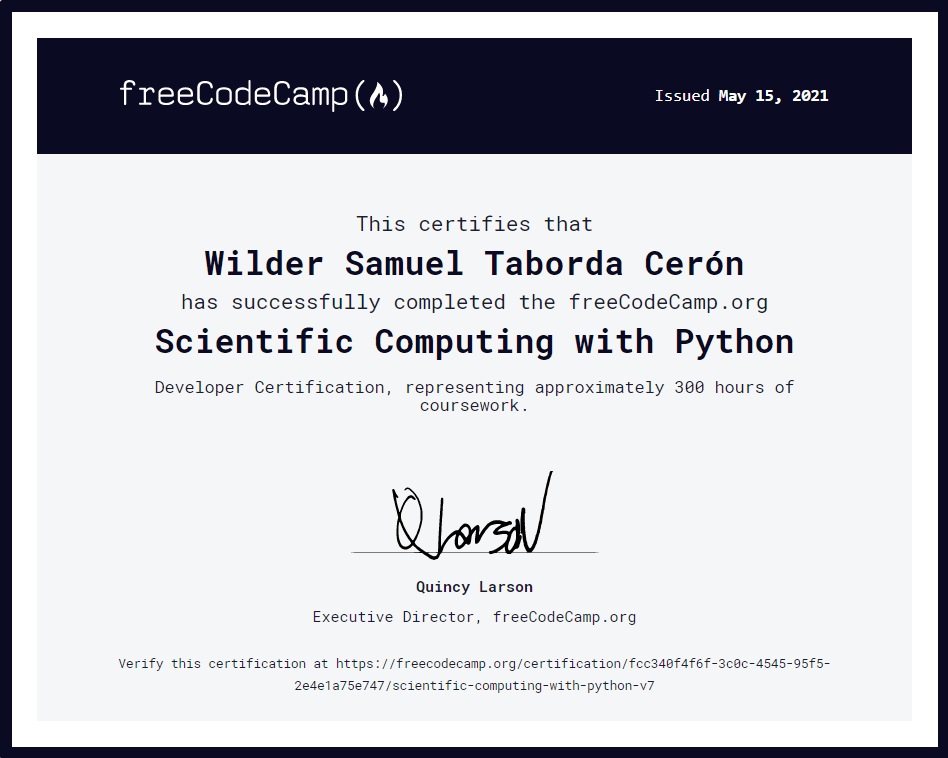 freeCodeCamp(🔥)
Issued May 15, 2021
This certifies that
Wilder Samuel Taborda Cerón
has successfully completed the freeCodeCamp.org
Scientific Computing with Python
Developer Certification, representing approximately 300 hours of
coursework.
Q Larson
Quincy Larson
Executive Director, freeCodeCamp.org
Verify this certification at https://freecodecamp.org/certification/fcc340f4f6f-3c0c-4545-95f5-
2e4e1a75e747/scientific-computing-with-python-v7